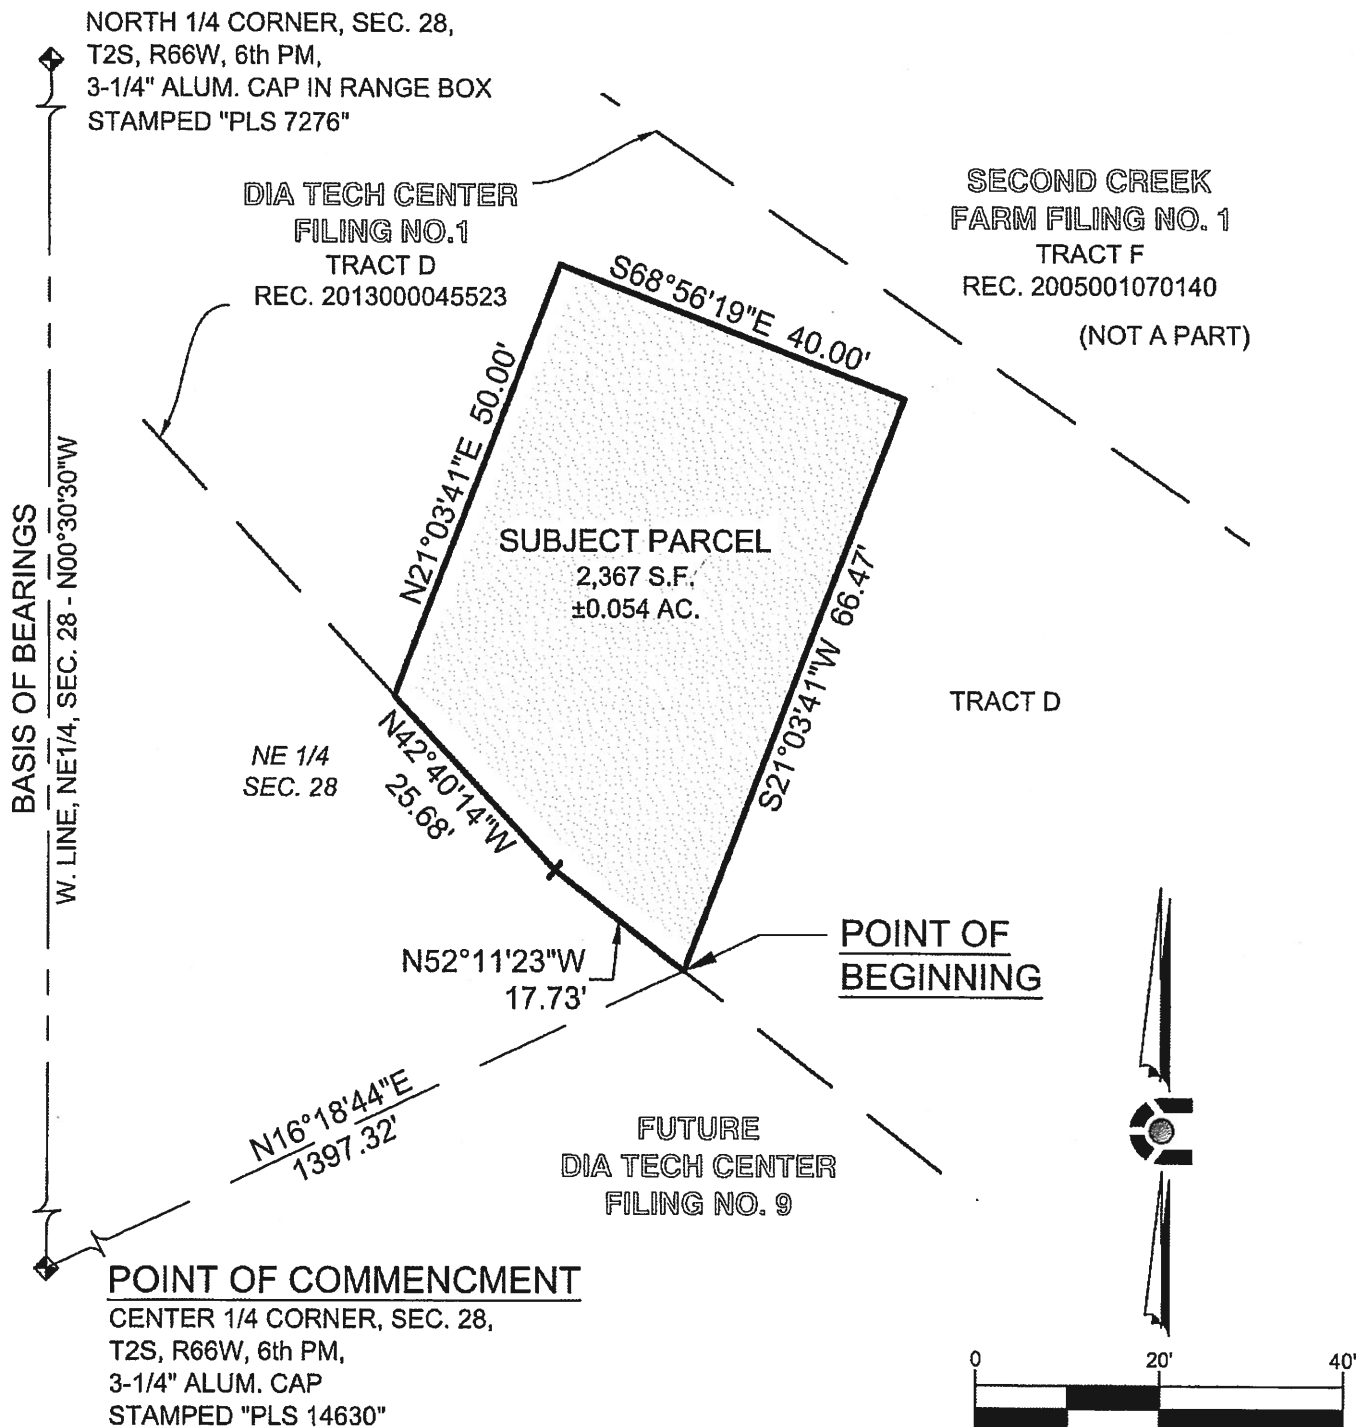 NORTH 1/4 CORNER, SEC. 28,
T2S, R66W, 6th PM,
3-1/4" ALUM. CAP IN RANGE BOX
STAMPED "PLS 7276"
DIA TECH CENTER
FILING NO.1
TRACT D
REC. 2013000045523
SECOND CREEK
FARM FILING NO. 1
TRACT F
REC. 2005001070140
(NOT A PART)
S68°56'19"E 40.00'
N21°03'41"E 50.00'
SUBJECT PARCEL
2,367 S.F.
±0.054 AC.
S21°03'41"W 66.47'
BASIS OF BEARINGS
W. LINE, NE1/4, SEC. 28 - N00°30'30"W
TRACT D
NE 1/4
SEC. 28
N42°40'14"W
25.68'
N52°11'23"W
17.73'
POINT OF
BEGINNING
N16°18'44"E
1397.32'
FUTURE
DIA TECH CENTER
FILING NO. 9
POINT OF COMMENCMENT
CENTER 1/4 CORNER, SEC. 28,
T2S, R66W, 6th PM,
3-1/4" ALUM. CAP
STAMPED "PLS 14630"
0 20' 40'